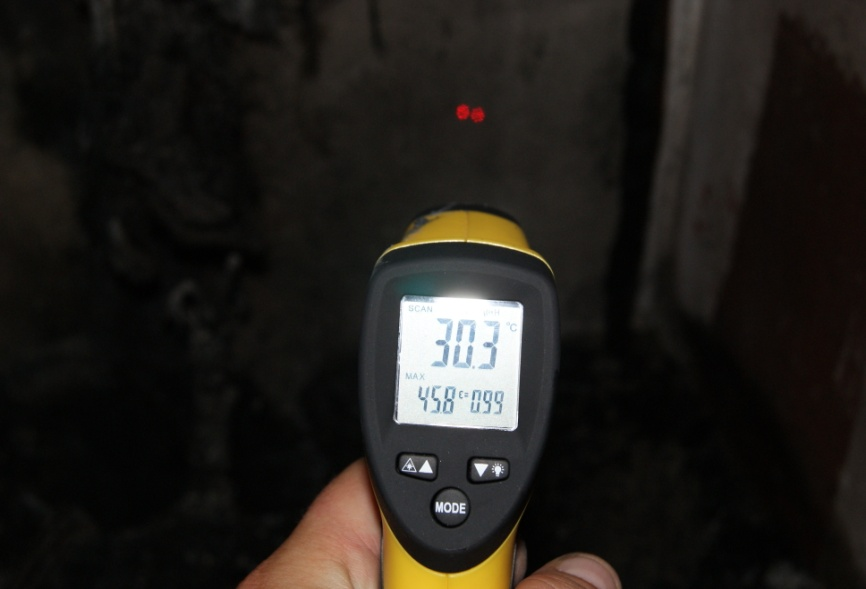 SCAN
30.3 °C
MAX
45.8 ε= 0.99
MODE